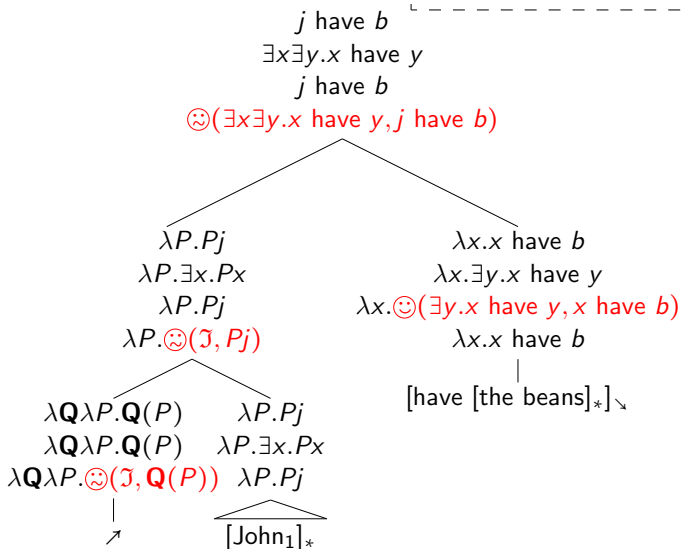 j have b
∃x∃y.x have y
j have b
☹(∃x∃y.x have y, j have b)
λP.Pj
λP.∃x.Px
λP.Pj
λP.☹(ℑ, Pj)
λx.x have b
λx.∃y.x have y
λx.☺(∃y.x have y, x have b)
λx.x have b
[have [the beans]*]↘
λQλP.Q(P)
λQλP.Q(P)
λQλP.☹(ℑ, Q(P))
↗
λP.Pj
λP.∃x.Px
λP.Pj
[John₁]*